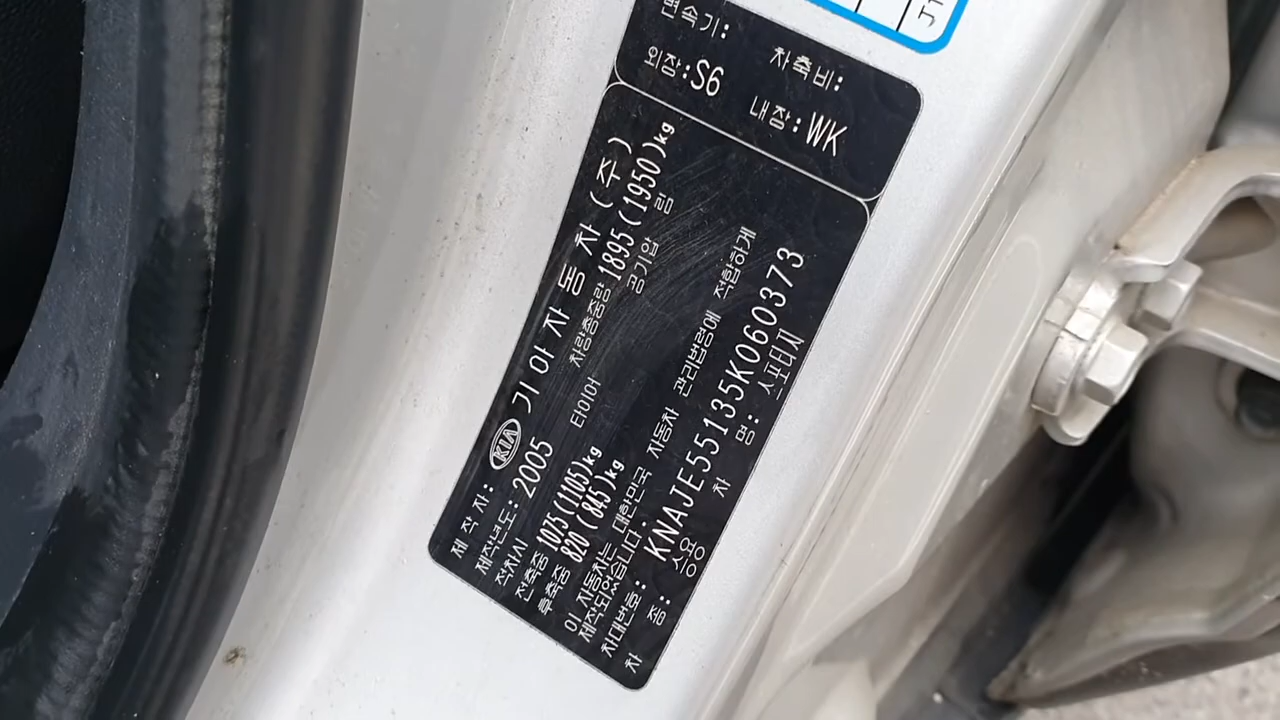 변속기: 차축비:
외장:S6 내장:WK
제 작 자: KIA 기 아 자 동 차 (주)
제작년도: 2005 차량총중량 1895(1950)kg
적차시 타이어 공기압 림
전축중 1075(1105)kg
후축중 820(845)kg
이 자동차는 대한민국 자동차 관리법령에 적합하게
제작되었습니다.
차대번호: KNAJE55135K060373
차 종: 소용 차 명: 스포티지